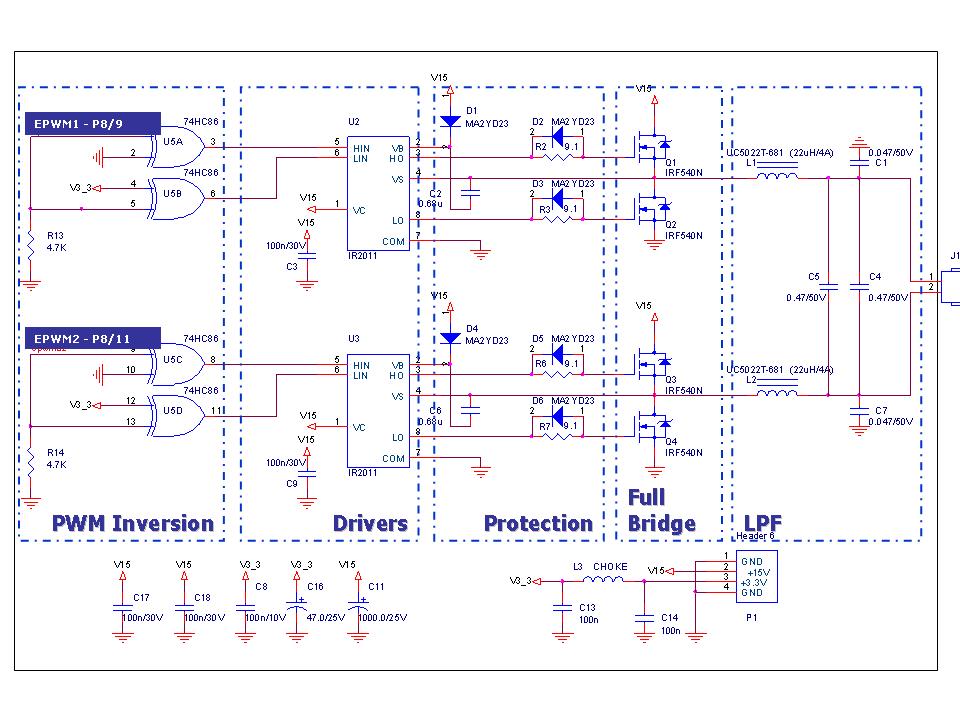 V15
V15
EPWM1 - P8/9
74HC86
U5A
3
2
74HC86
V3_3
4
U5B
6
5
R13
4.7K
U2
5
6
HIN
LIN
VB
HO
VS
2
3
4
V15
1
VC
LO
8
COM
7
V15
100n/30V
C3
IR2011
1
D1
MA2YD23
2
C2
0.68u
D2
MA2YD23
2
1
R2
9.1
D3
MA2YD23
2
1
R3
9.1
Q1
IRF540N
Q2
IRF540N
UC5022T-681 (22uH/4A)
L1
0.047/50V
C1
C5
0.47/50V
C4
0.47/50V
J1
1
2
EPWM2 - P8/11
74HC86
9
U5C
8
10
74HC86
V3_3
12
U5D
11
13
R14
4.7K
U3
5
6
HIN
LIN
VB
HO
VS
2
3
4
V15
1
VC
LO
8
COM
7
V15
100n/30V
C9
IR2011
V15
1
D4
MA2YD23
2
C6
0.68u
D5
MA2YD23
2
1
R6
9.1
D6
MA2YD23
2
1
R7
9.1
V15
Q3
IRF540N
Q4
IRF540N
UC5022T-681 (22uH/4A)
L2
C7
0.047/50V
PWM Inversion
Drivers
Protection
Full
Bridge
LPF
V15
C17
100n/30V
V15
C18
100n/30V
V3_3
C8
100n/10V
V3_3
C16
47.0/25V
V15
C11
1000.0/25V
V3_3
L3
CHOKE
V15
C13
100n
C14
100n
Header 6
1
2
3
4
GND
+15V
+3.3V
GND
P1